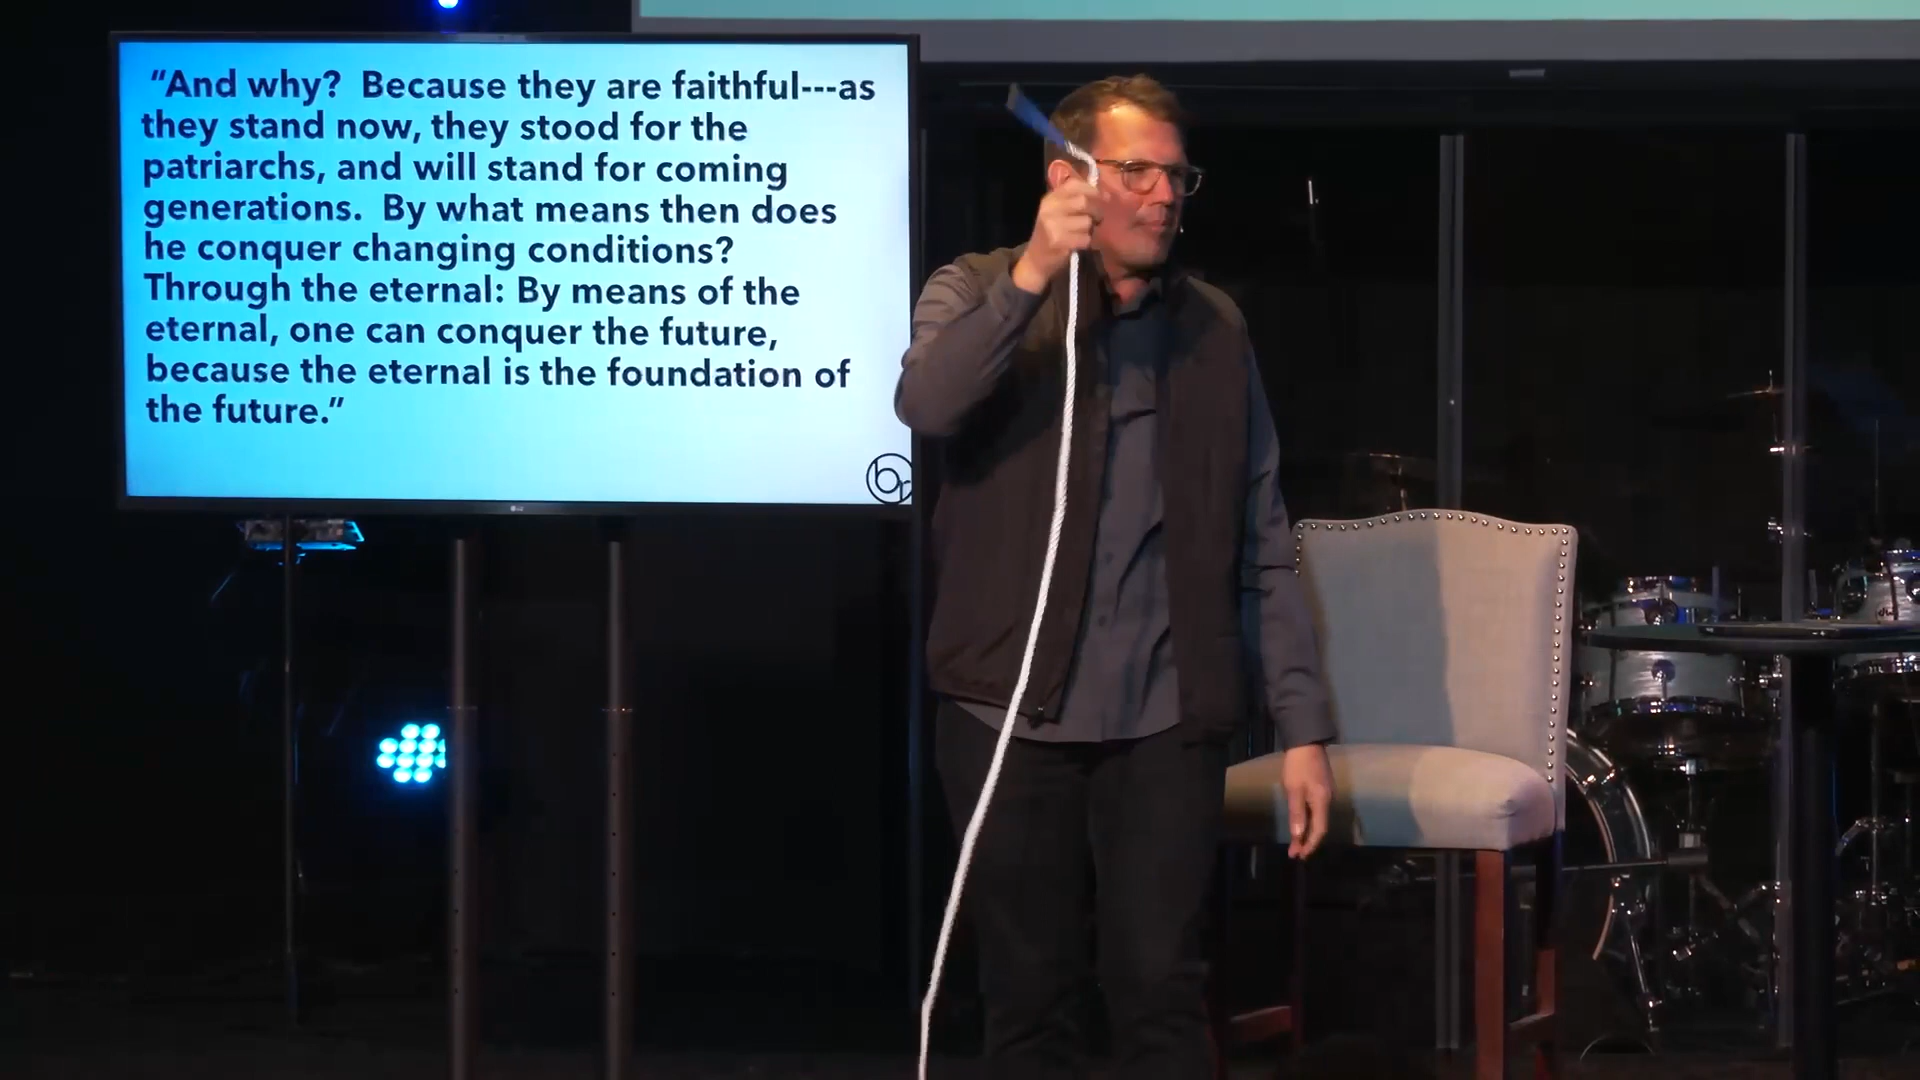 “And why?  Because they are faithful---as
they stand now, they stood for the
patriarchs, and will stand for coming
generations.  By what means then does
he conquer changing conditions?
Through the eternal: By means of the
eternal, one can conquer the future,
because the eternal is the foundation of
the future.”
br
LG